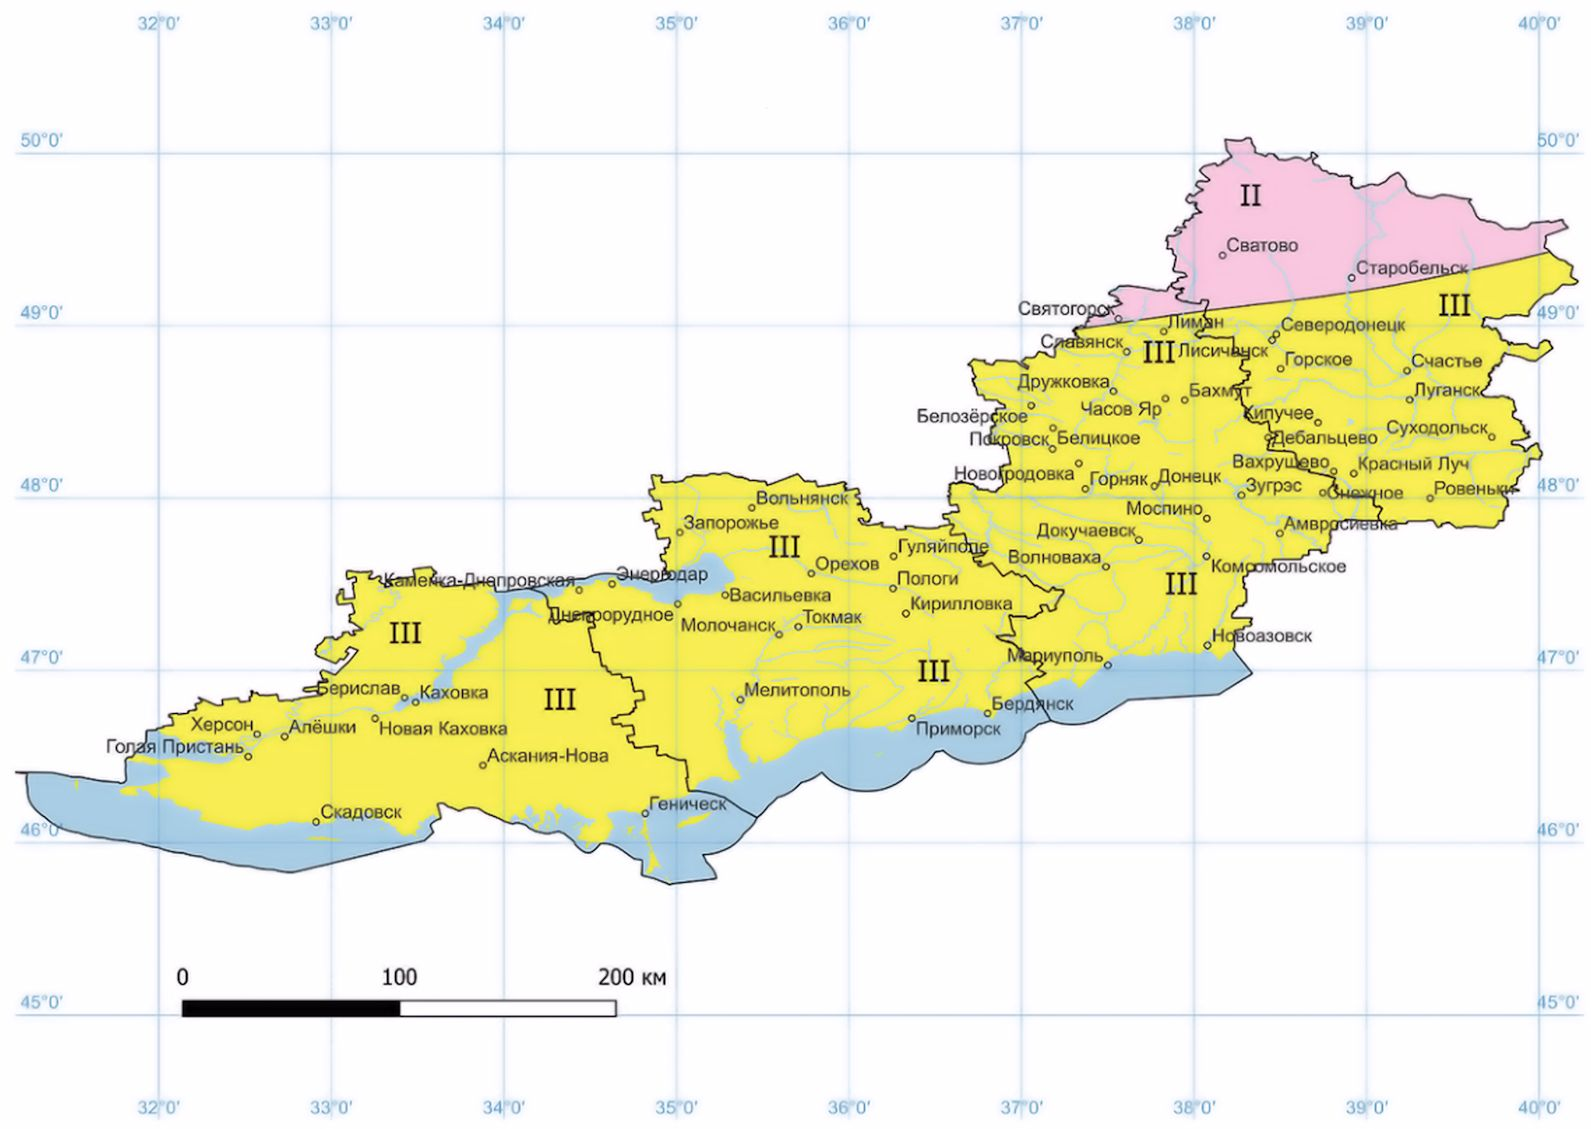 32°0' 33°0' 34°0' 35°0' 36°0' 37°0' 38°0' 39°0' 40°0'
50°0' 50°0'
II
Сватово
Старобельск
Святогорс
III
49°0' 49°0'
Лиман
Северодонецк
Славянск
III
Лисичанск
Горское
Счастье
Дружковка
Бахмут
Луганск
Часов Яр
Белозёрское
Кипучее
Суходольск
Покровск
Белицкое
Дебальцево
Вахрушево
Красный Луч
Новогродовка
Горняк
Донецк
Зугрэс
Снежное
Ровеньки
48°0' 48°0'
Вольнянск
Моспино
Запорожье
Докучаевск
Амвросиевка
III
Гуляйполе
Волноваха
Орехов
Комсомольское
Каменка-Днепровская
Энергодар
Пологи
III
Васильевка
Кирилловка
Днепрорудное
Молочанск
Токмак
III
Новоазовск
Мариуполь
47°0' 47°0'
III
Берислав
Каховка
III
Мелитополь
Бердянск
Херсон
Алёшки
Новая Каховка
Приморск
Голая Пристань
Аскания-Нова
Скадовск
Геническ
46°0' 46°0'
0 100 200 км
45°0' 45°0'
32°0' 33°0' 34°0' 35°0' 36°0' 37°0' 38°0' 39°0' 40°0'